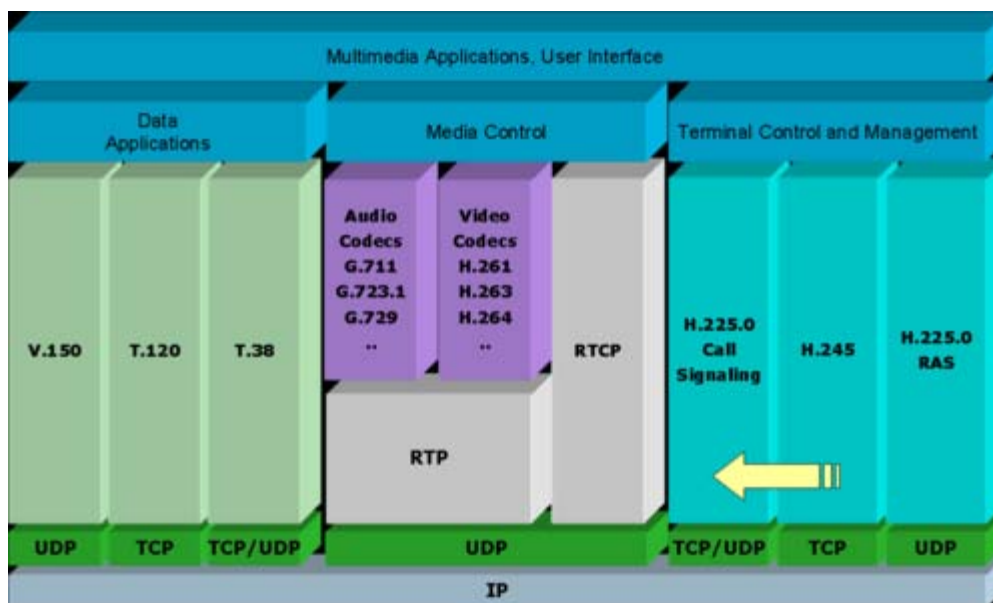 Multimedia Applications, User Interface
Data
Applications
Media Control
Terminal Control and Management
V.150
T.120
T.38
Audio
Codecs
G.711
G.723.1
G.729
..
Video
Codecs
H.261
H.263
H.264
..
RTP
RTCP
H.225.0
Call
Signaling
H.245
H.225.0
RAS
UDP
TCP
TCP/UDP
UDP
TCP/UDP
TCP
UDP
IP